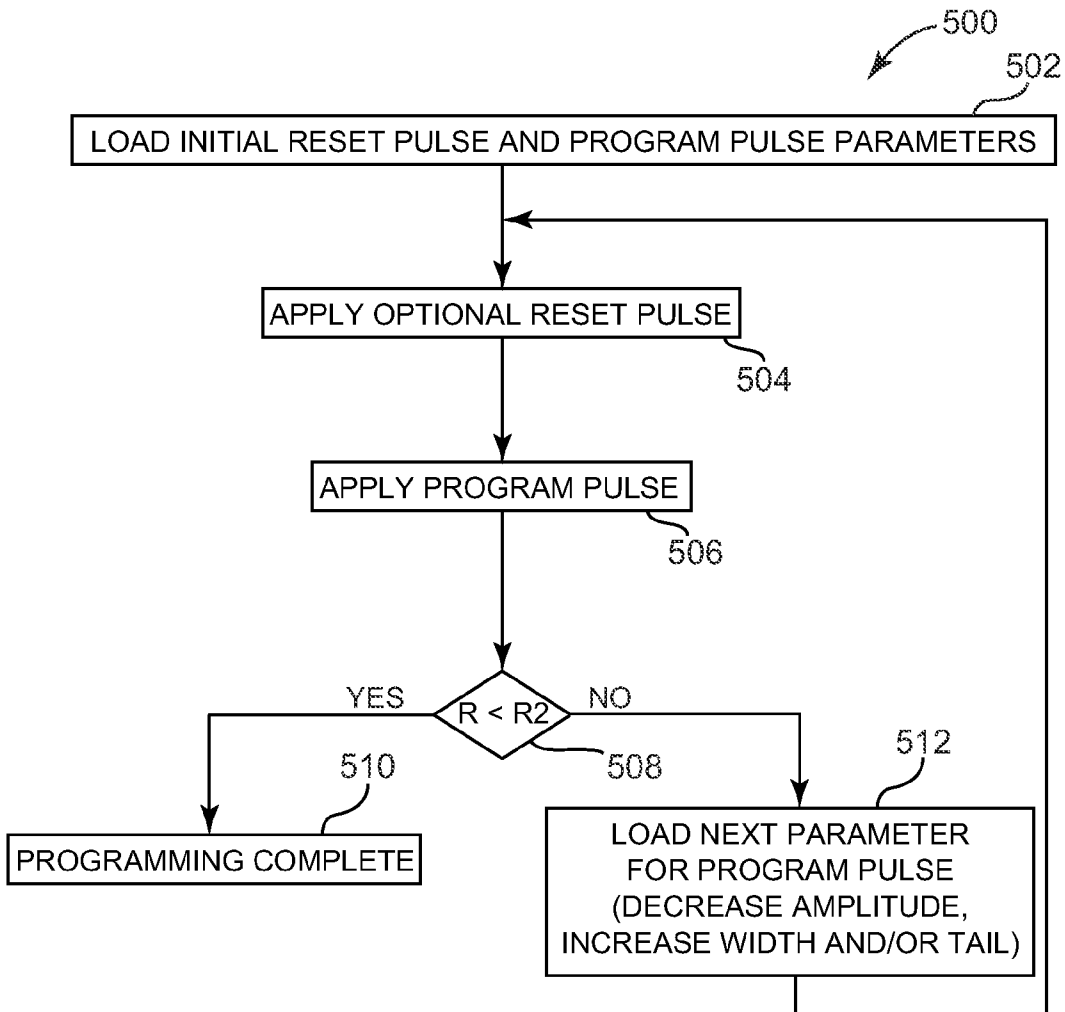 500
502
LOAD INITIAL RESET PULSE AND PROGRAM PULSE PARAMETERS
APPLY OPTIONAL RESET PULSE
504
APPLY PROGRAM PULSE
506
YES
R < R2
NO
508
510
512
PROGRAMMING COMPLETE
LOAD NEXT PARAMETER
FOR PROGRAM PULSE
(DECREASE AMPLITUDE,
INCREASE WIDTH AND/OR TAIL)